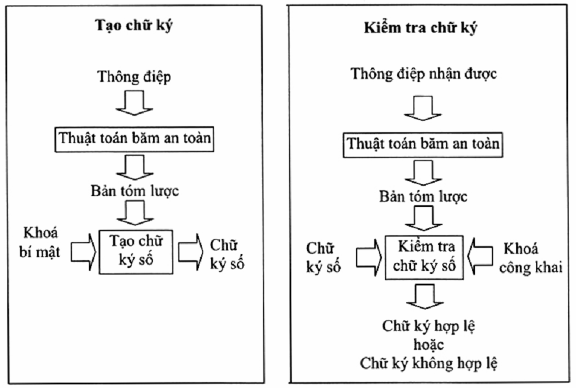 Tạo chữ ký
Thông điệp
Thuật toán băm an toàn
Bản tóm lược
Khoá
bí mật
Tạo chữ
ký số
Chữ
ký số
Kiểm tra chữ ký
Thông điệp nhận được
Thuật toán băm an toàn
Bản tóm lược
Chữ
ký số
Kiểm tra
chữ ký số
Khoá
công khai
Chữ ký hợp lệ
hoặc
Chữ ký không hợp lệ